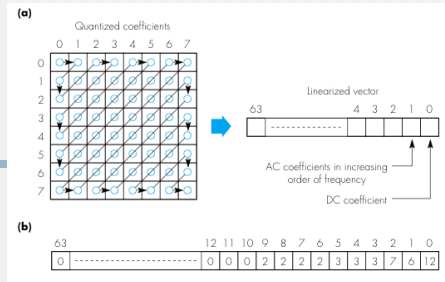 (a)
Quantized coefficients
0 1 2 3 4 5 6 7
0
1
2
3
4
5
6
7
Linearized vector
63 4 3 2 1 0
AC coefficients in increasing
order of frequency
DC coefficient
(b)
63 12 11 10 9 8 7 6 5 4 3 2 1 0
0 0 0 0 2 2 2 2 3 3 3 7 6 12